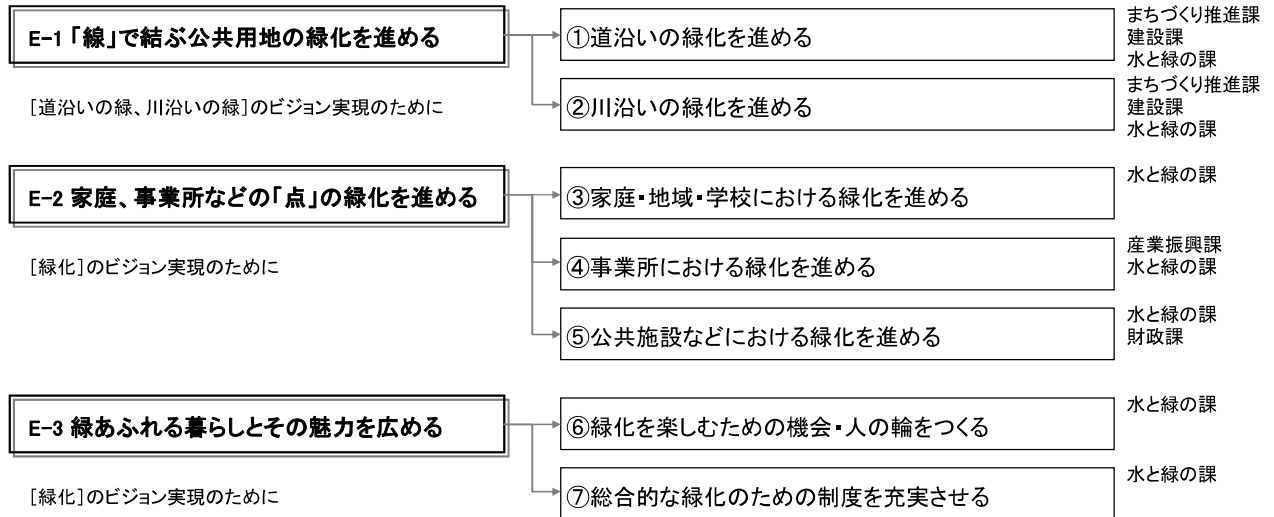 E-1 「線」で結ぶ公共用地の緑化を進める
[道沿いの緑、川沿いの緑]のビジョン実現のために
①道沿いの緑化を進める
まちづくり推進課
建設課
水と緑の課
②川沿いの緑化を進める
まちづくり推進課
建設課
水と緑の課
E-2 家庭、事業所などの「点」の緑化を進める
[緑化]のビジョン実現のために
③家庭・地域・学校における緑化を進める
水と緑の課
④事業所における緑化を進める
産業振興課
水と緑の課
⑤公共施設などにおける緑化を進める
水と緑の課
財政課
E-3 緑あふれる暮らしとその魅力を広める
[緑化]のビジョン実現のために
⑥緑化を楽しむための機会・人の輪をつくる
水と緑の課
⑦総合的な緑化のための制度を充実させる
水と緑の課